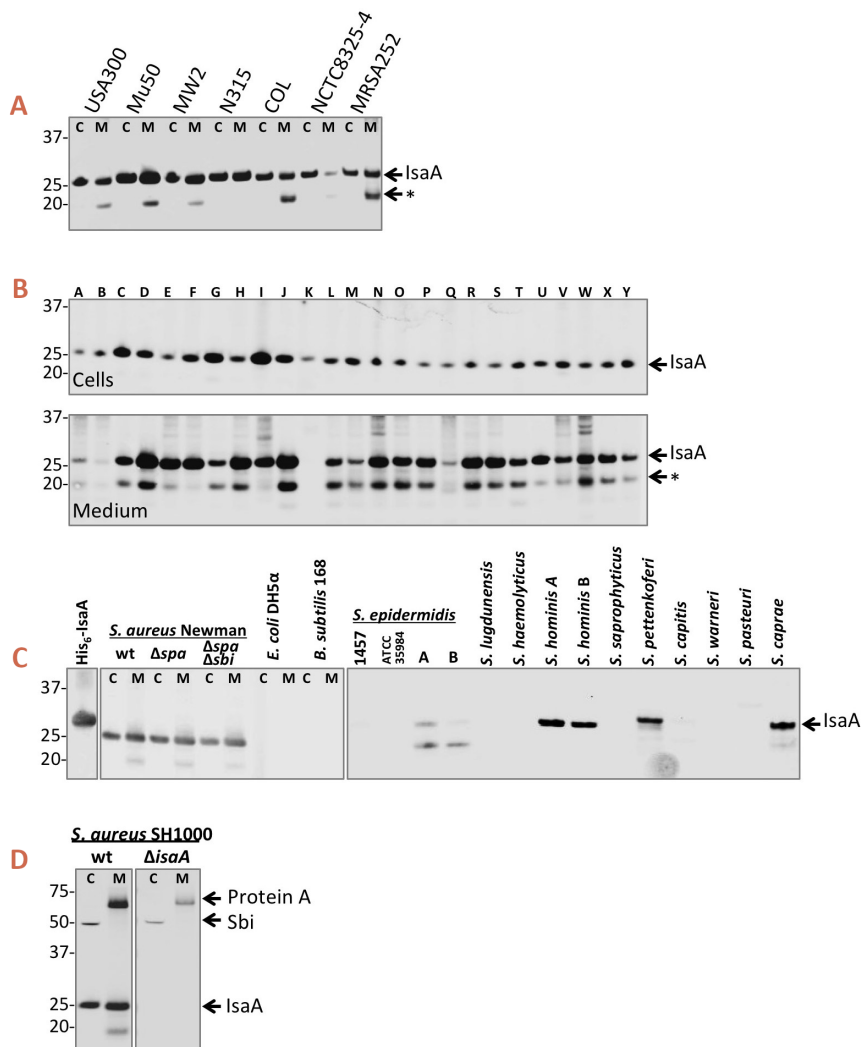 A
USA300 Mu50 MW2 N315 COL NCTC8325-4 MRSA252
C M C M C M C M C M C M C M
37-
25-
20-
IsaA
*
B
A B C D E F G H I J K L M N O P Q R S T U V W X Y
37-
25-
20-
IsaA
Cells
37-
25-
20-
IsaA
*
Medium
C
His6-IsaA
S. aureus Newman
wt Δspa Δspa Δsbi
E. coli DH5α
B. subtilis 168
S. epidermidis
1457 ATCC 35984 A B
S. lugdunensis
S. haemolyticus
S. hominis A
S. hominis B
S. saprophyticus
S. pettenkoferi
S. capitis
S. warneri
S. pasteuri
S. caprae
C M C M C M C M C M
37-
25-
20-
IsaA
D
S. aureus SH1000
wt ΔisaA
C M C M
75-
50-
37-
25-
20-
Protein A
Sbi
IsaA